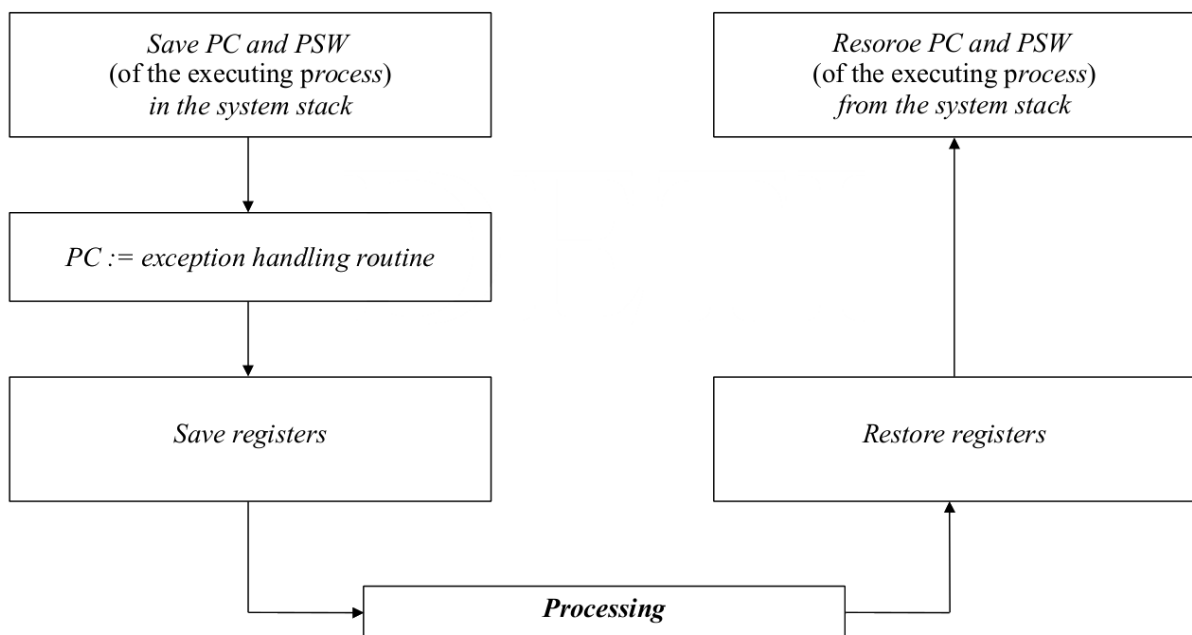 Save PC and PSW
(of the executing process)
in the system stack
PC := exception handling routine
Save registers
Processing
Restore registers
Resoroe PC and PSW
(of the executing process)
from the system stack